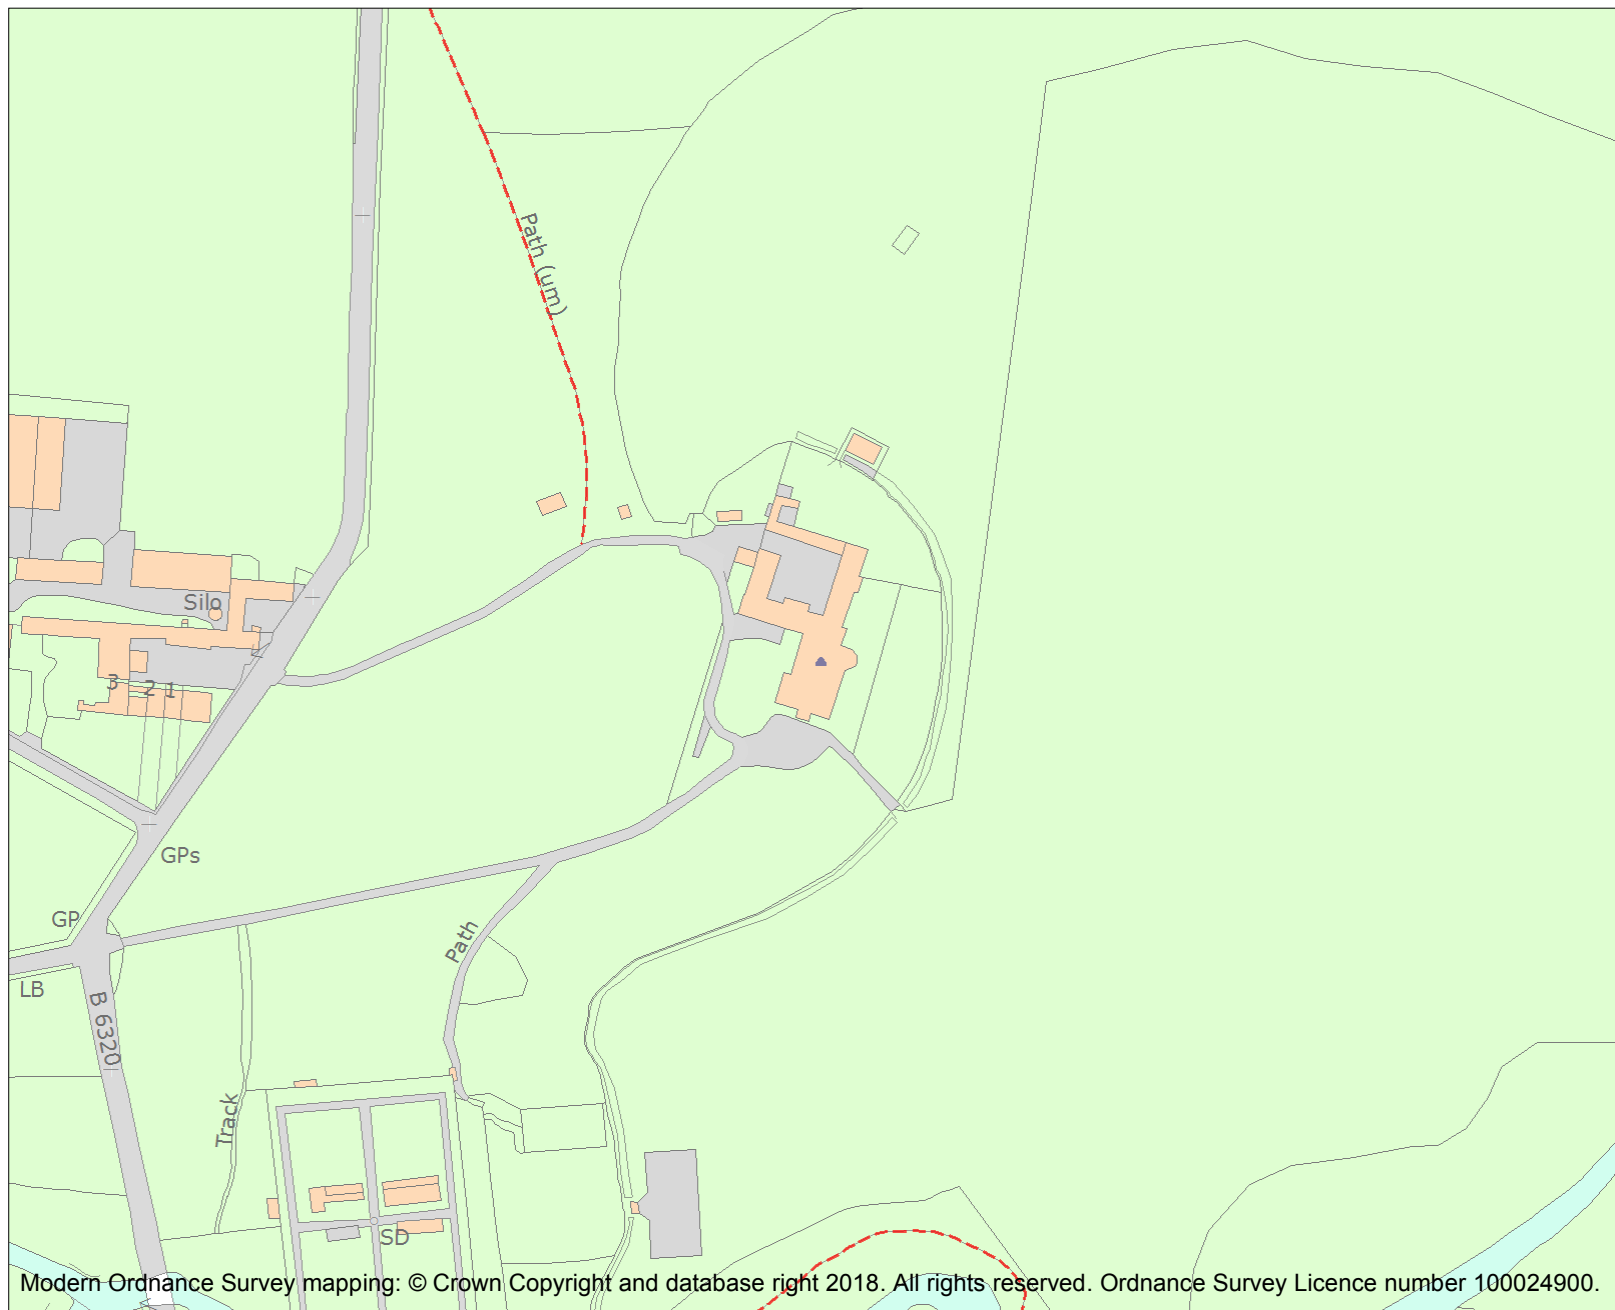 Path (um)
Silo
3
2
1
GPs
GP
Path
LB
B 6320
Track
SD
Modern Ordnance Survey mapping: © Crown Copyright and database right 2018. All rights reserved. Ordnance Survey Licence number 100024900.